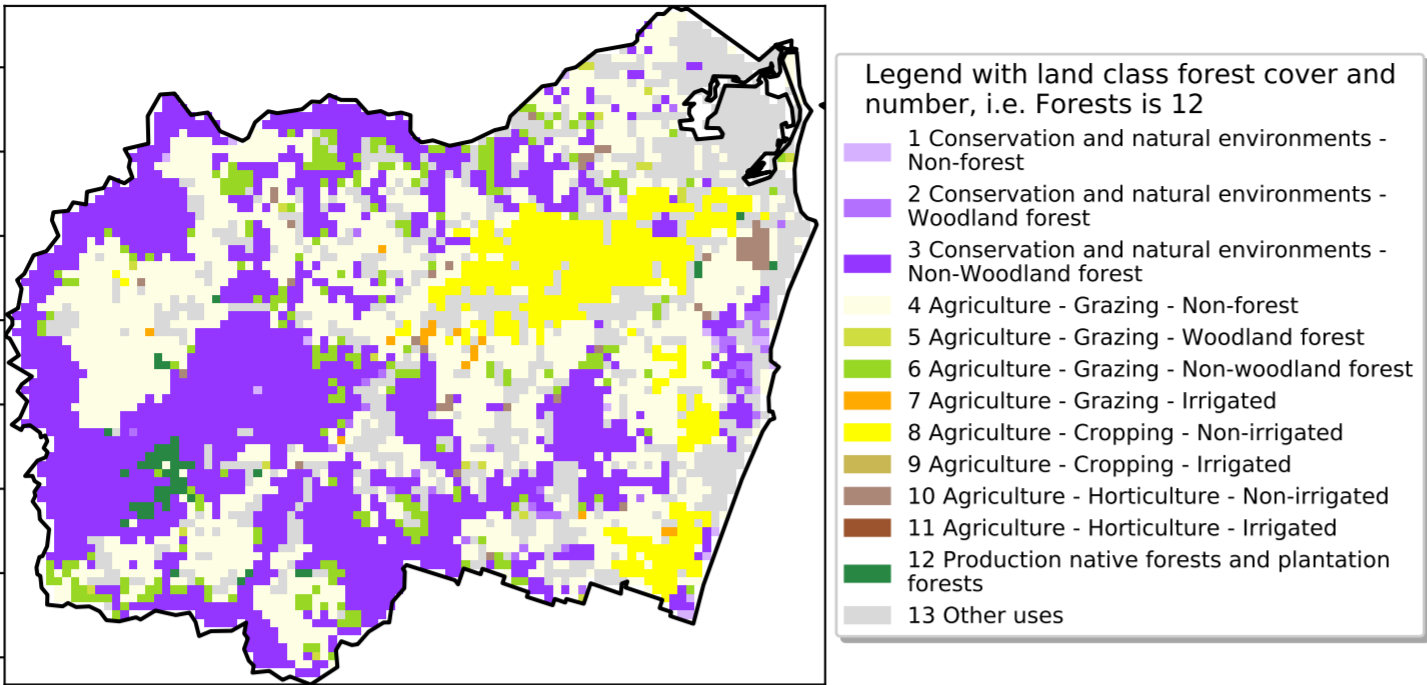 Legend with land class forest cover and
number, i.e. Forests is 12
1 Conservation and natural environments -
Non-forest
2 Conservation and natural environments -
Woodland forest
3 Conservation and natural environments -
Non-Woodland forest
4 Agriculture - Grazing - Non-forest
5 Agriculture - Grazing - Woodland forest
6 Agriculture - Grazing - Non-woodland forest
7 Agriculture - Grazing - Irrigated
8 Agriculture - Cropping - Non-irrigated
9 Agriculture - Cropping - Irrigated
10 Agriculture - Horticulture - Non-irrigated
11 Agriculture - Horticulture - Irrigated
12 Production native forests and plantation
forests
13 Other uses